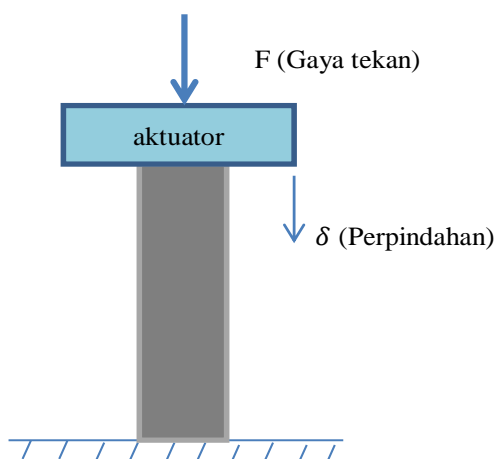 F (Gaya tekan)
aktuator
𝛿 (Perpindahan)